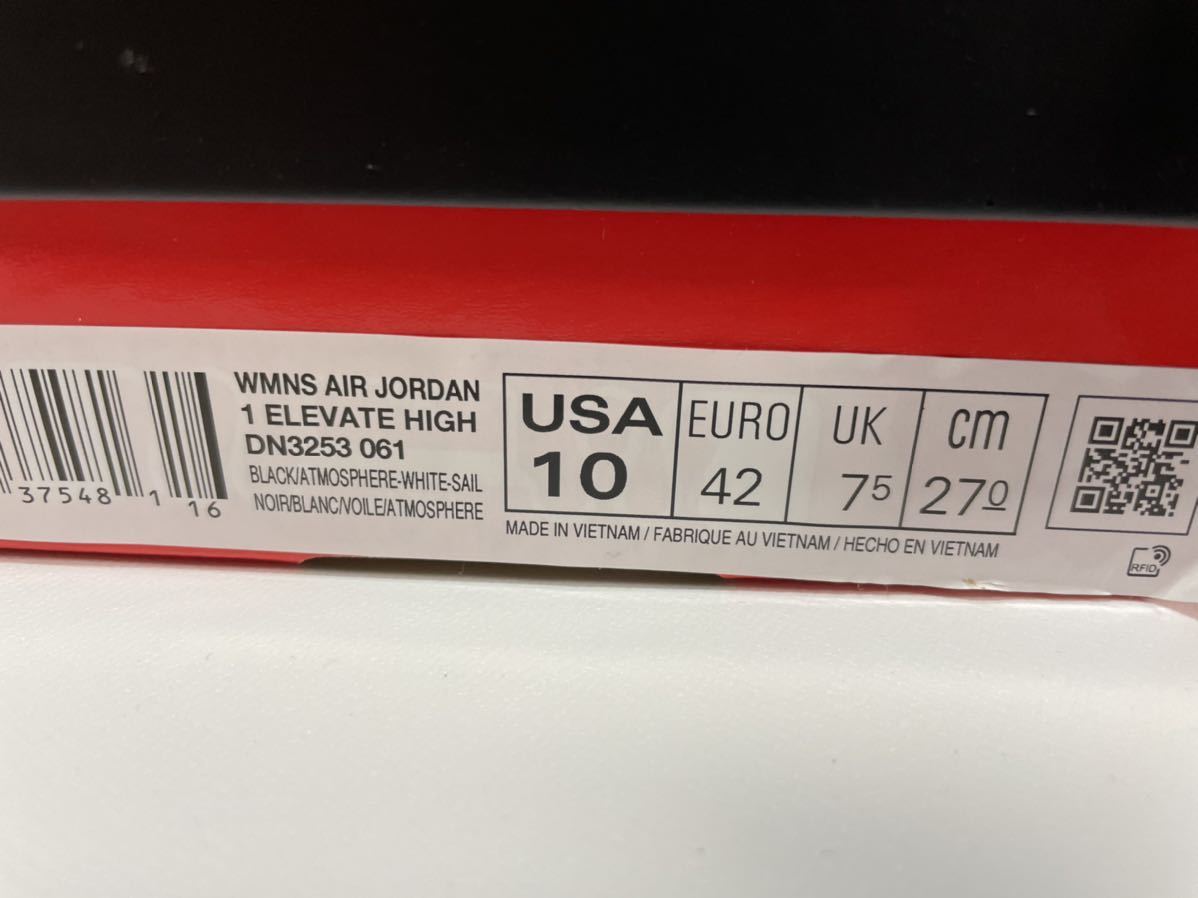 WMNS AIR JORDAN
1 ELEVATE HIGH
DN3253 061
BLACK/ATMOSPHERE-WHITE-SAIL
NOIR/BLANC/VOILE/ATMOSPHERE
37548 1 16
USA EURO UK cm
10 42 75 270
MADE IN VIETNAM / FABRIQUE AU VIETNAM / HECHO EN VIETNAM
RFID